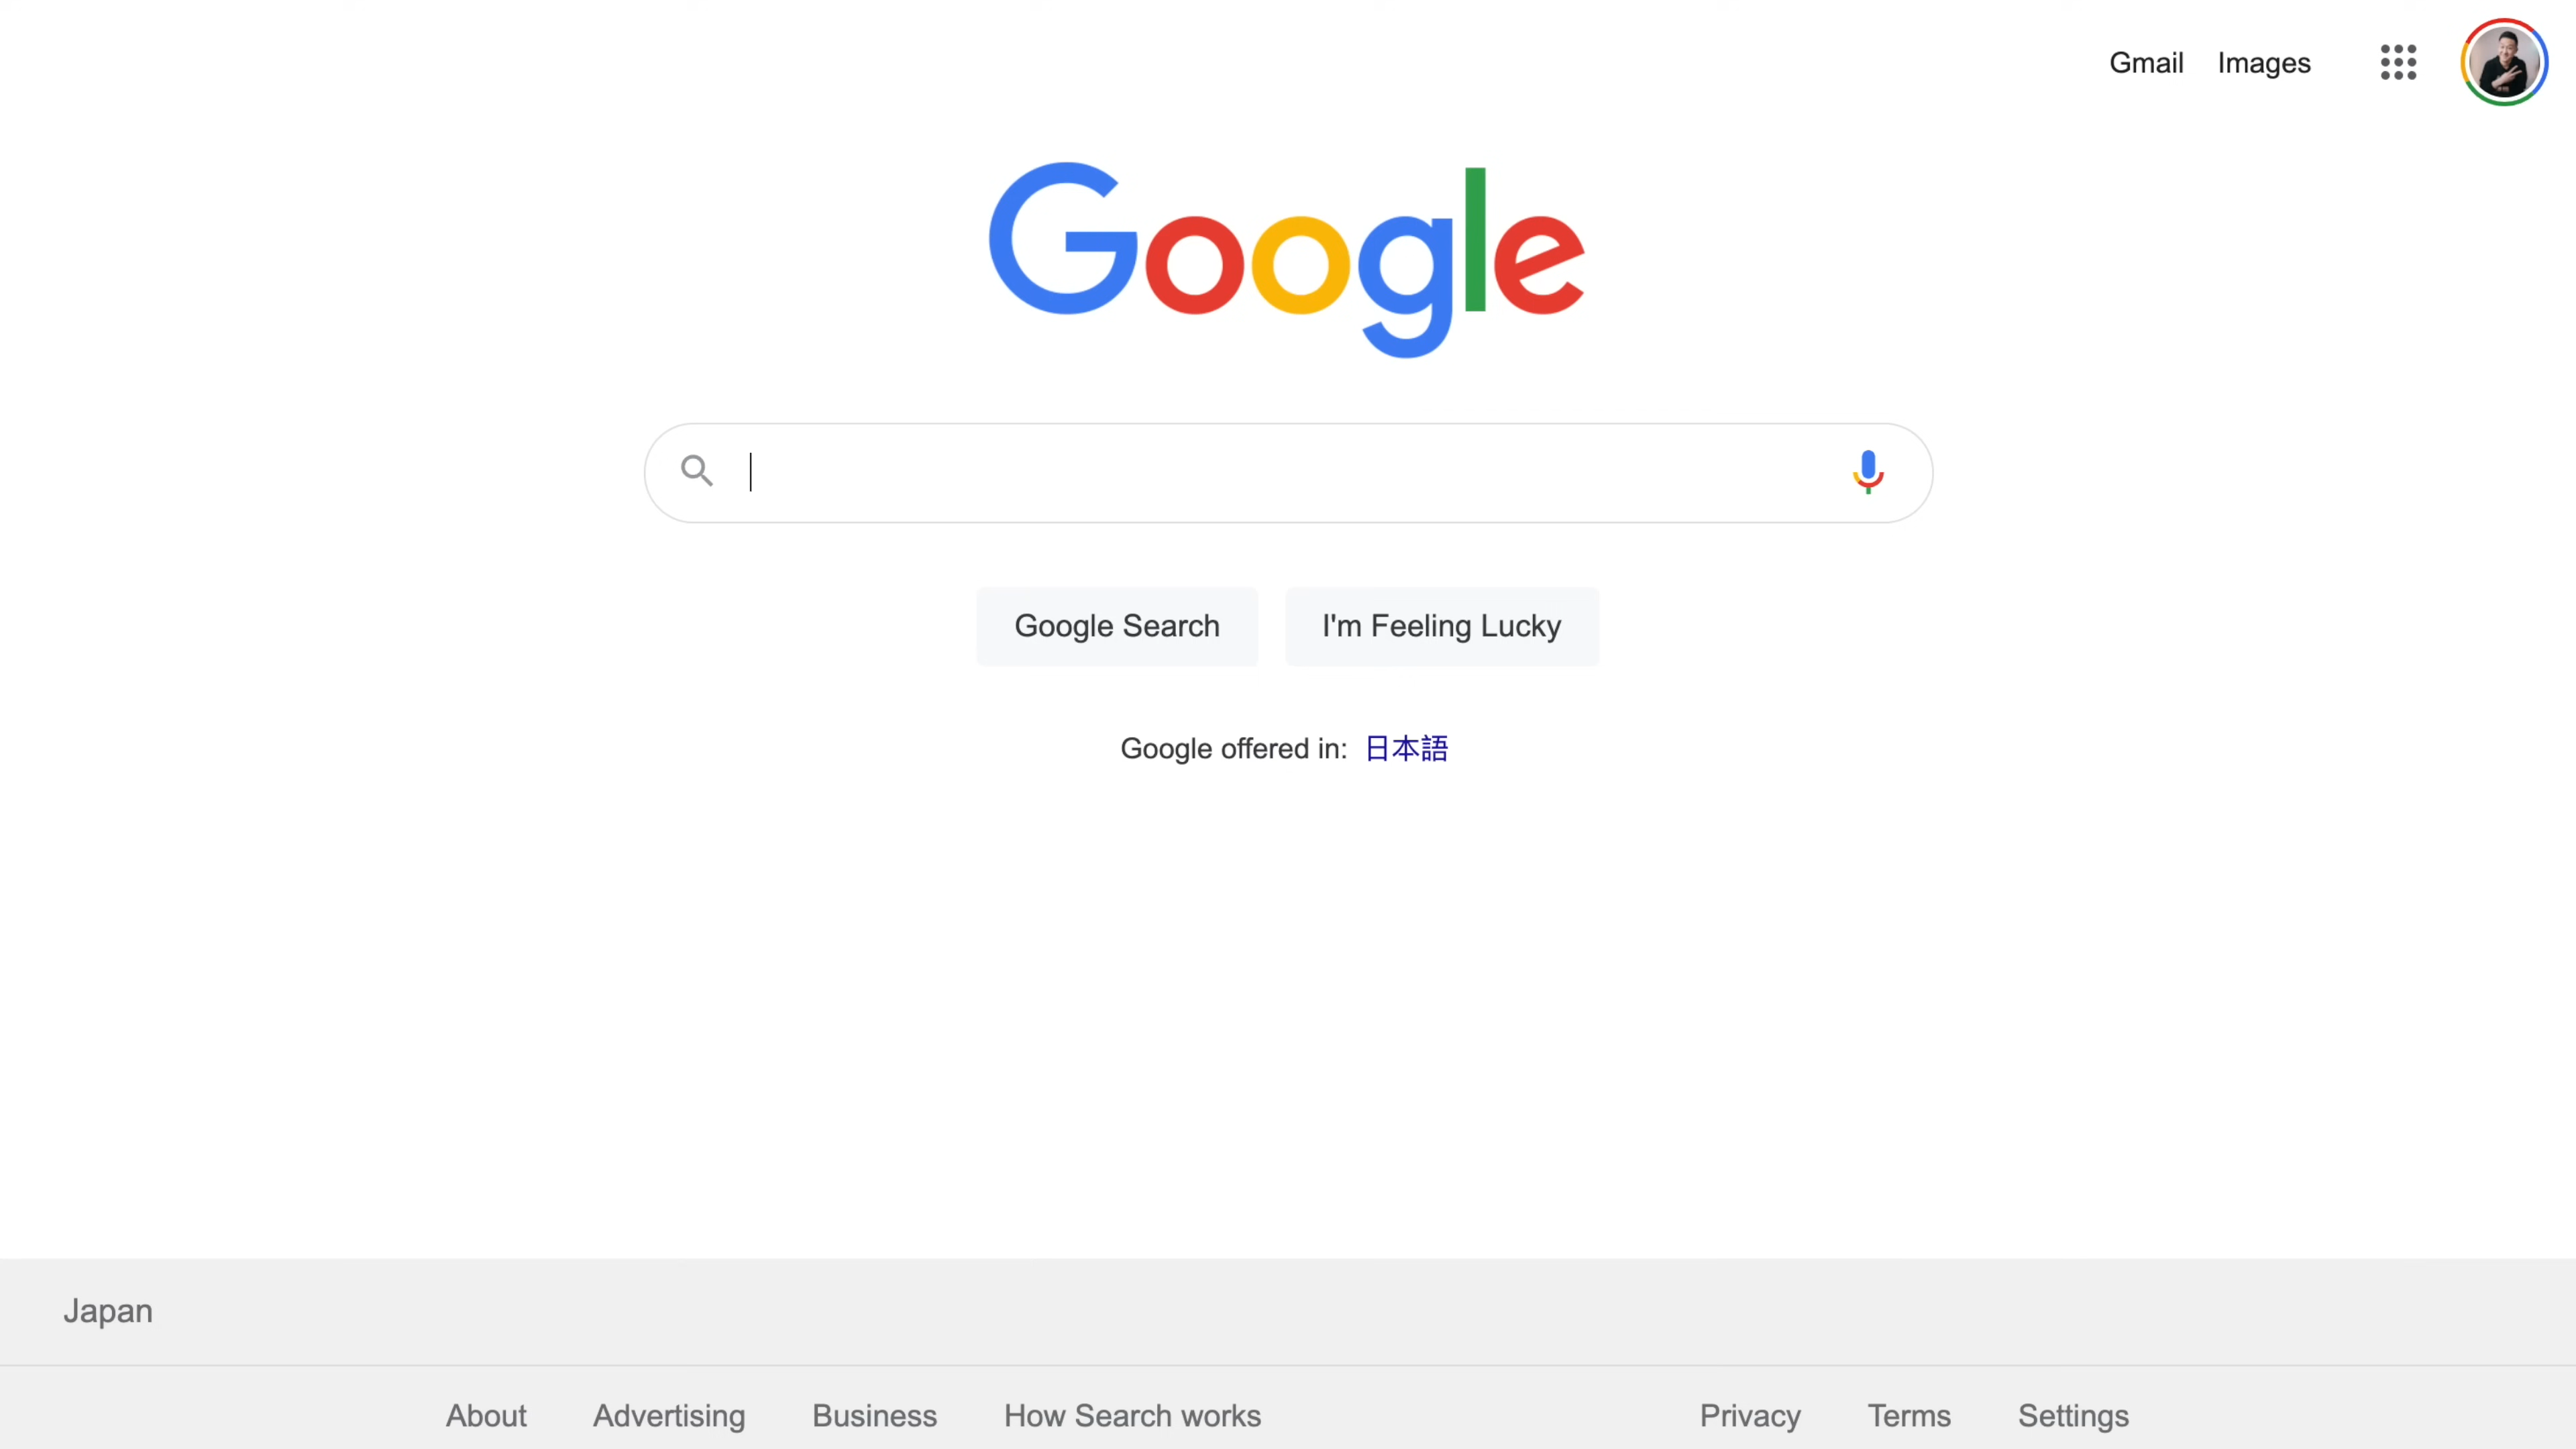 Gmail Images
Google
Google Search I'm Feeling Lucky
Google offered in: 日本語
Japan
About Advertising Business How Search works Privacy Terms Settings